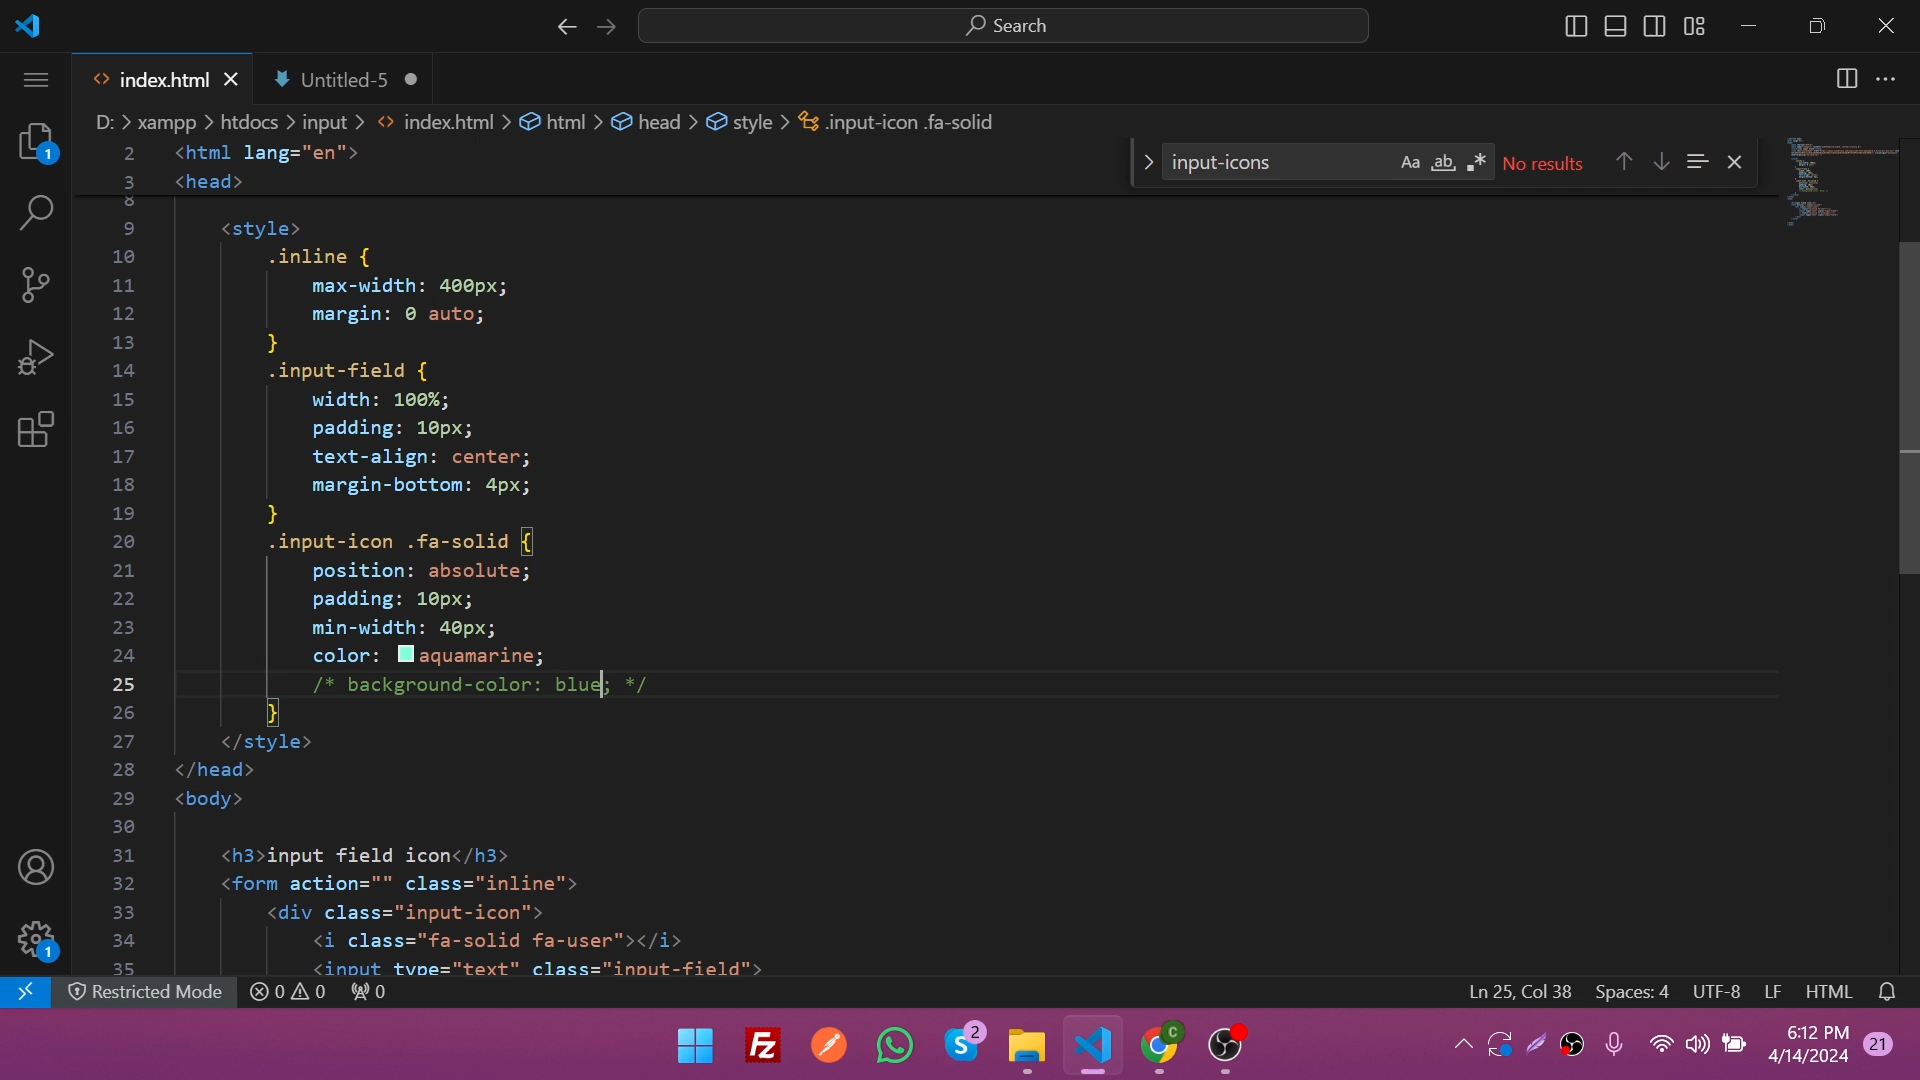 Search
index.html
Untitled-5
D: > xampp > htdocs > input > index.html > html > head > style > .input-icon .fa-solid
input-icons Aa ab No results
2 <html lang="en">
3 <head>
8
9 <style>
10 .inline {
11 max-width: 400px;
12 margin: 0 auto;
13 }
14 .input-field {
15 width: 100%;
16 padding: 10px;
17 text-align: center;
18 margin-bottom: 4px;
19 }
20 .input-icon .fa-solid {
21 position: absolute;
22 padding: 10px;
23 min-width: 40px;
24 color: aquamarine;
25 /* background-color: blue; */
26 }
27 </style>
28 </head>
29 <body>
30
31 <h3>input field icon</h3>
32 <form action="" class="inline">
33 <div class="input-icon">
34 <i class="fa-solid fa-user"></i>
35 <input type="text" class="input-field">
1
1
Restricted Mode 0 0 0 Ln 25, Col 38 Spaces: 4 UTF-8 LF HTML
Fz S 2 C
6:12 PM
4/14/2024
21